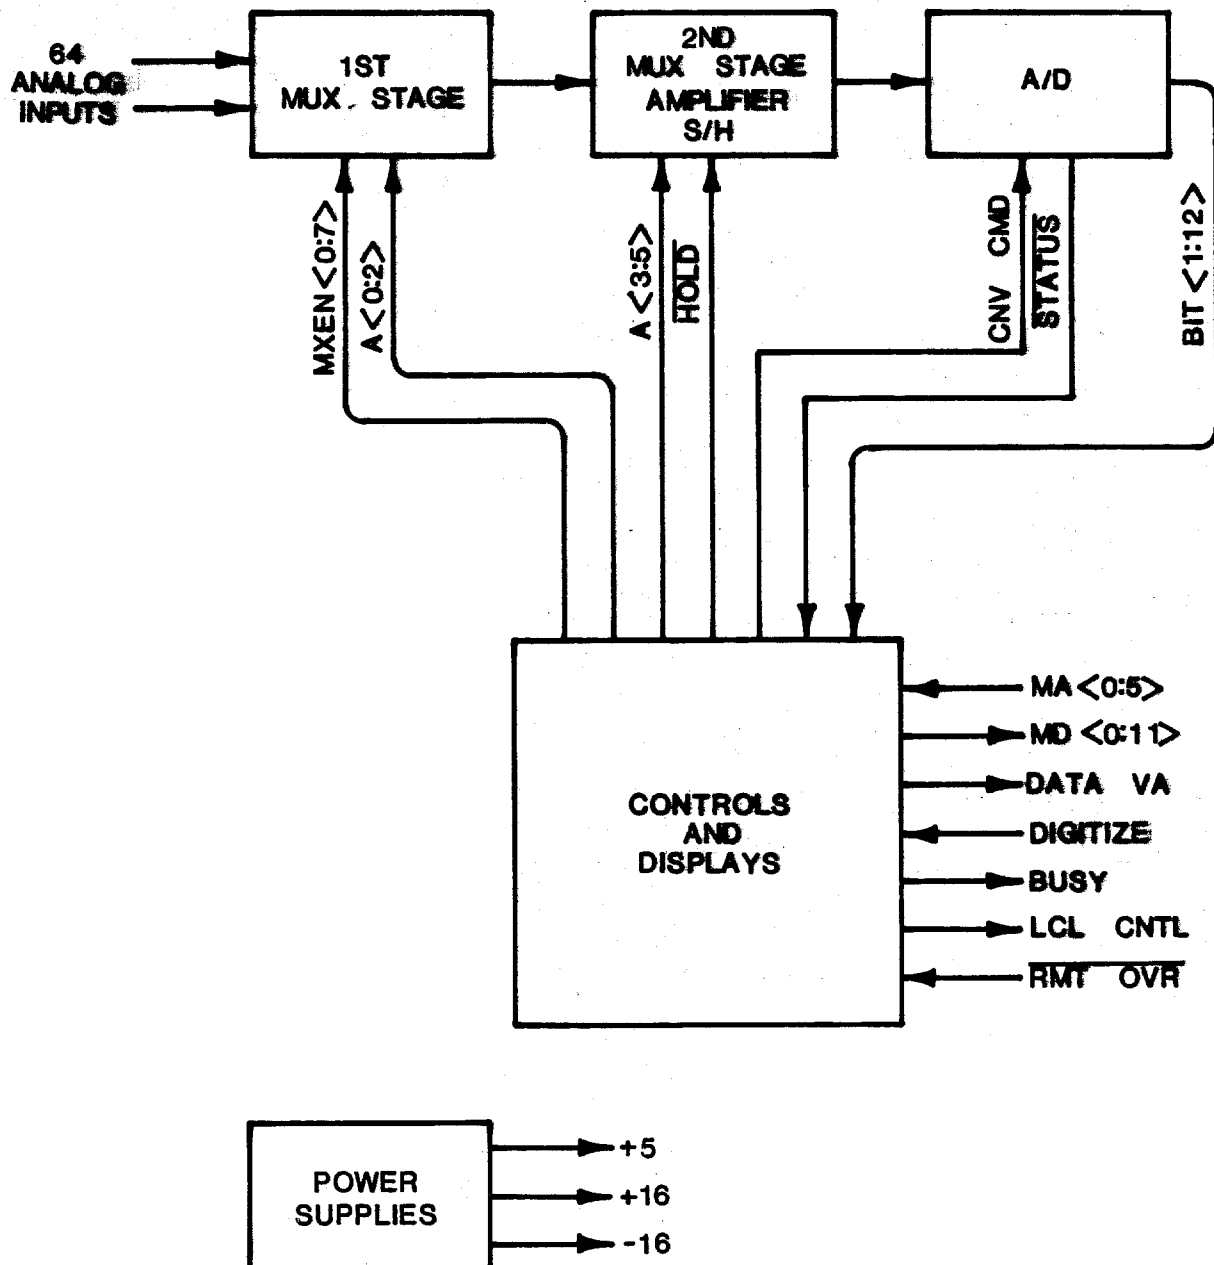 64
ANALOG
INPUTS
1ST
MUX. STAGE
2ND
MUX STAGE
AMPLIFIER
S/H
A/D
MXEN<0:7>
A<0:2>
A<3:5>
HOLD
CNV CMD
STATUS
BIT<1:12>
CONTROLS
AND
DISPLAYS
MA<0:5>
MD<0:11>
DATA VA
DIGITIZE
BUSY
LCL CNTL
RMT OVR
POWER
SUPPLIES
+5
+16
-16